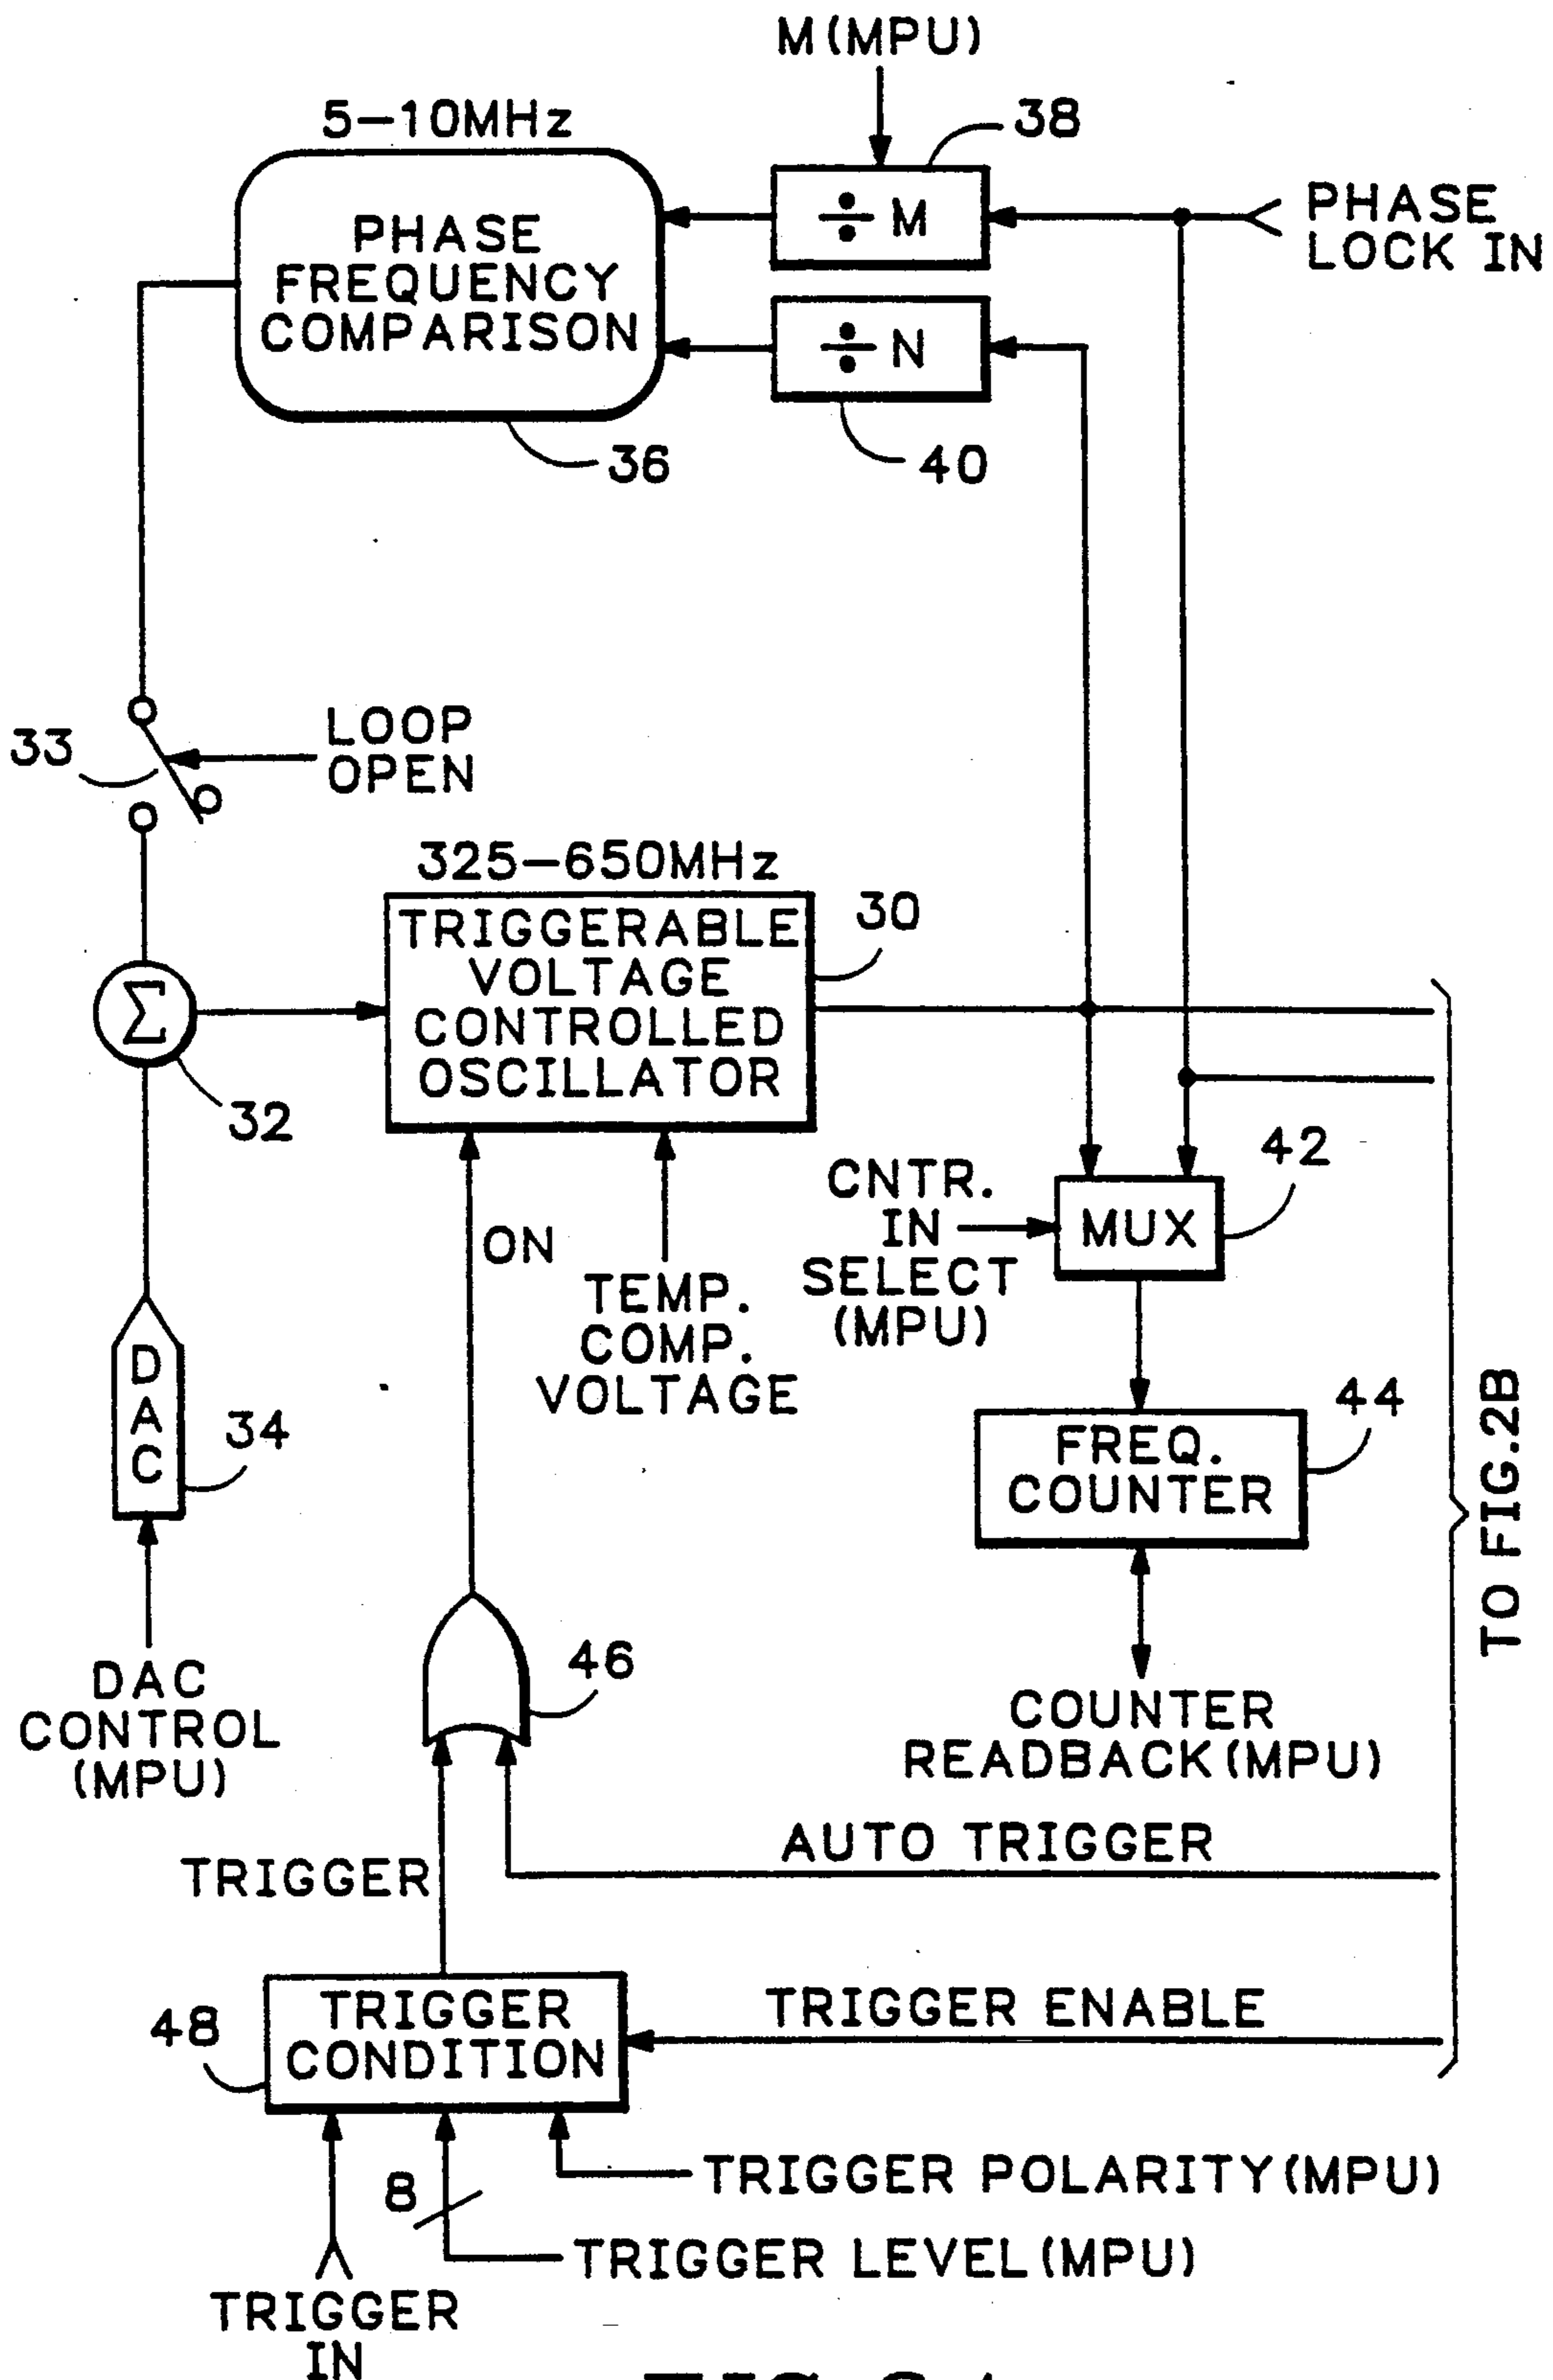 M(MPU)
5-10MHz
38
PHASE
FREQUENCY
COMPARISON
÷ M
PHASE
LOCK IN
÷ N
36
40
33
LOOP
OPEN
325-650MHz
TRIGGERABLE
VOLTAGE
CONTROLLED
OSCILLATOR
30
Σ
32
ON
TEMP.
COMP.
VOLTAGE
CNTR.
IN
SELECT
(MPU)
MUX
42
DAC
34
FREQ.
COUNTER
44
TO FIG.2B
DAC
CONTROL
(MPU)
46
COUNTER
READBACK(MPU)
AUTO TRIGGER
TRIGGER
48
TRIGGER
CONDITION
TRIGGER ENABLE
8
TRIGGER POLARITY(MPU)
TRIGGER LEVEL(MPU)
TRIGGER
IN